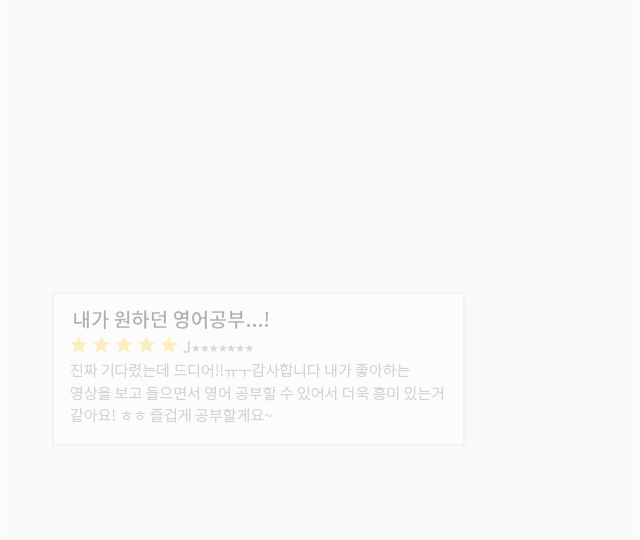 내가 원하던 영어공부...!
★★★★★ J*******
진짜 기다렸는데 드디어!!ㅠㅜ감사합니다 내가 좋아하는
영상을 보고 들으면서 영어 공부할 수 있어서 더욱 흥미 있는거
같아요! ㅎㅎ 즐겁게 공부할게요~